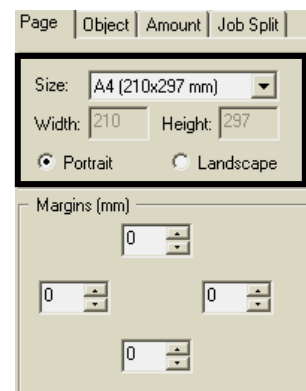 Page Object Amount Job Split
Size: A4 (210x297 mm)
Width: 210 Height: 297
Portrait Landscape
Margins (mm)
0
0 0
0